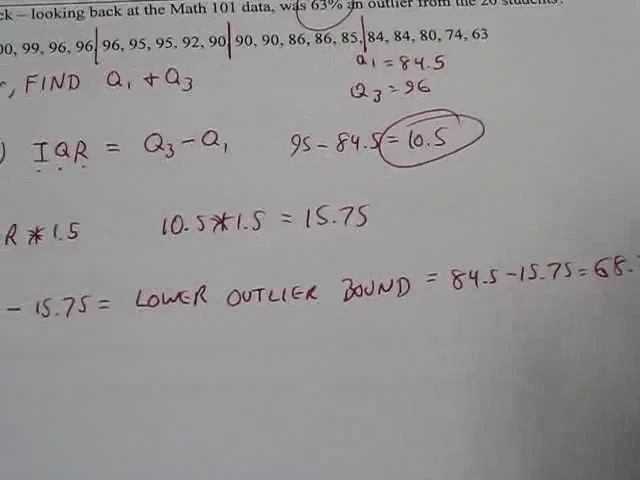 ck – looking back at the Math 101 data, was 63% an outlier from the 20 students?
00, 99, 96, 96 96, 95, 95. 92, 90 90, 90, 86, 86, 85, 84, 84, 80, 74, 63
, FIND Q1 + Q3
Q1 = 84.5
Q3 = 96
) IQR = Q3 - Q1 95 - 84.5 = 10.5
R * 1.5 10.5 * 1.5 = 15.75
- 15.75 = LOWER OUTLIER BOUND = 84.5 - 15.75 = 68.